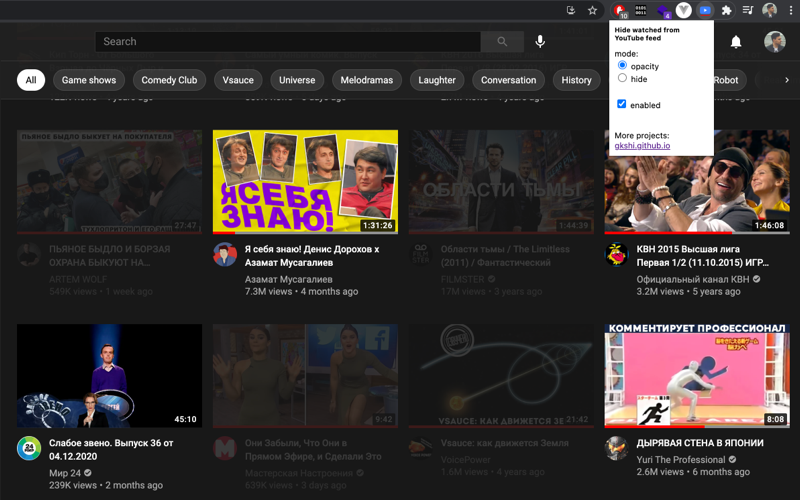 10
0101
0011
4
Search
Hide watched from
YouTube feed
mode:
opacity
hide
enabled
More projects:
gkshi.github.io
All
Game shows
Comedy Club
Vsauce
Universe
Melodramas
Laughter
Conversation
History
Robot
ПЬЯНОЕ БЫДЛО БЫКУЕТ НА ПОКУПАТЕЛЯ
27:47
ЯСЕБЯ
ЗНАЮ!
1:31:26
ОБЛАСТИ ТЬМЫ
1:44:39
1:46:08
ПЬЯНОЕ БЫДЛО И БОРЗАЯ
ОХРАНА БЫКУЮТ НА...
ARTEM WOLF
549K views • 1 week ago
Я себя знаю! Денис Дорохов х
Азамат Мусагалиев
Азамат Мусагалиев
7.3M views • 4 months ago
Области тьмы / The Limitless
(2011) / Фантастический
FILMSTER
17M views • 3 years ago
КВН 2015 Высшая лига
Первая 1/2 (11.10.2015) ИГР...
Официальный канал КВН
3.2M views • 5 years ago
45:10
9:42
VSAUCE: КАК ДВИЖЕТСЯ ЗЕ
21:42
КОММЕНТИРУЕТ ПРОФЕССИОНАЛ
8:08
24
Слабое звено. Выпуск 36 от
04.12.2020
Мир 24
239K views • 2 months ago
Они Забыли, Что Они в
Прямом Эфире, и Сделали Это
Мастерская Настроения
639K views • 3 days ago
Vsauce: как движется Земля
VoicePower
1.6M views • 4 years ago
ДЫРЯВАЯ СТЕНА В ЯПОНИИ
Yuri The Professional
2.6M views • 6 months ago